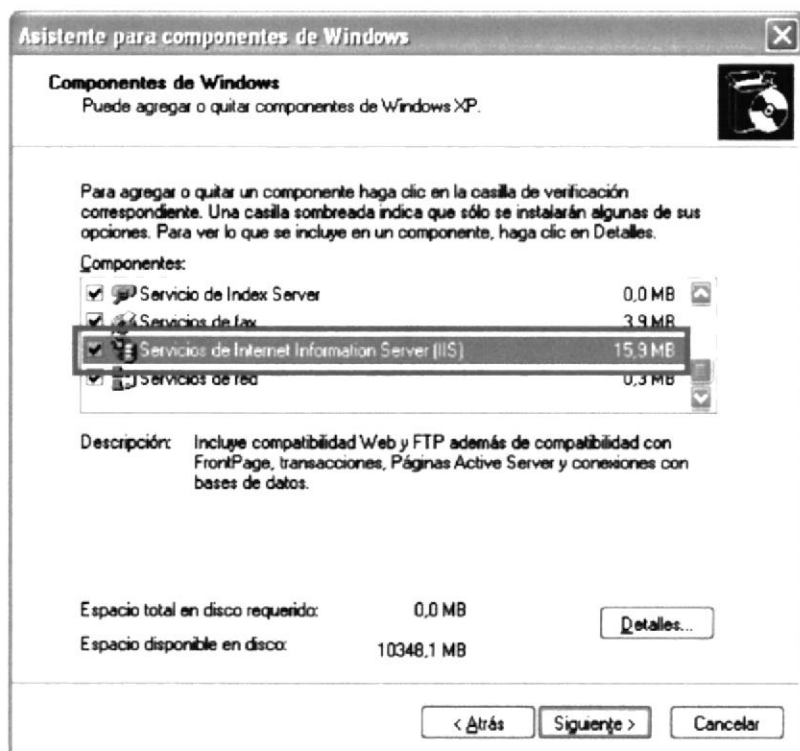 Asistente para componentes de Windows
Componentes de Windows
Puede agregar o quitar componentes de Windows XP.
Para agregar o quitar un componente haga clic en la casilla de verificación
correspondiente. Una casilla sombreada indica que sólo se instalarán algunas de sus
opciones. Para ver lo que se incluye en un componente, haga clic en Detalles.
Componentes:
Servicio de Index Server 0,0 MB
Servicios de fax 3,9 MB
Servicios de Internet Information Server (IIS) 15,9 MB
Servicios de red 0,3 MB
Descripción: Incluye compatibilidad Web y FTP además de compatibilidad con
FrontPage, transacciones, Páginas Active Server y conexiones con
bases de datos.
Espacio total en disco requerido: 0,0 MB
Detalles...
Espacio disponible en disco: 10348,1 MB
< Atrás Siguiente > Cancelar